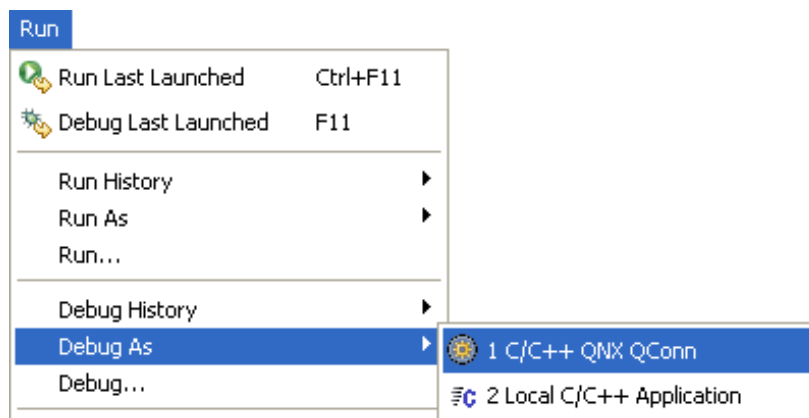 Run
Run Last Launched Ctrl+F11
Debug Last Launched F11
Run History
Run As
Run...
Debug History
Debug As
1 C/C++ QNX QConn
Debug...
2 Local C/C++ Application